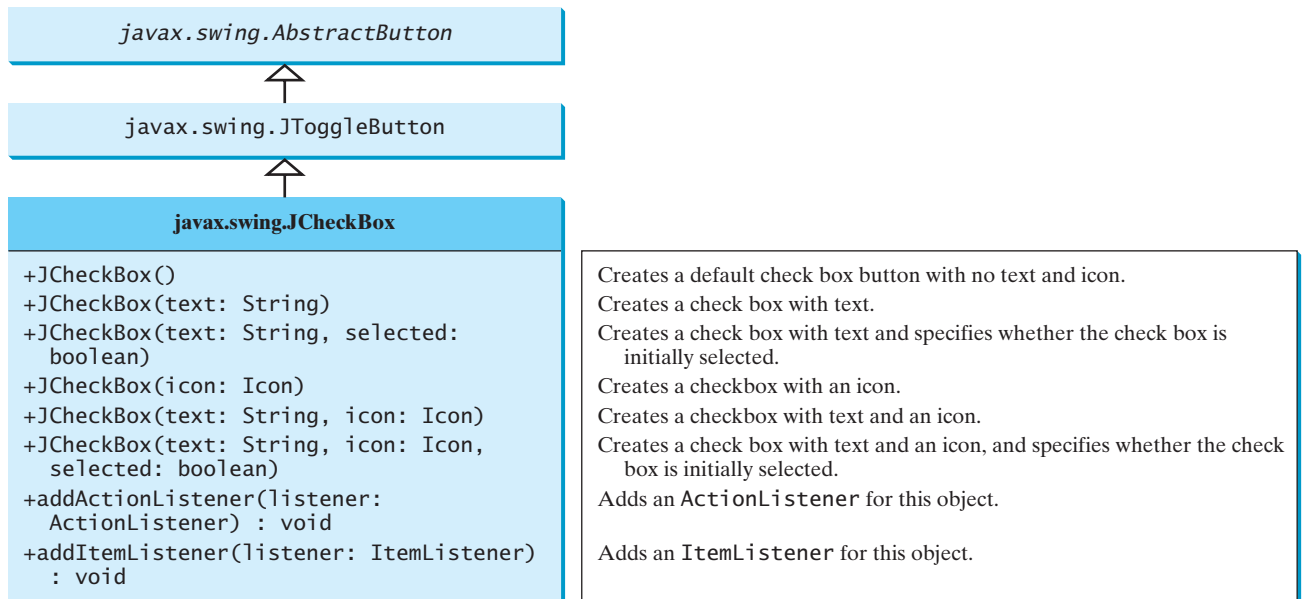 javax.swing.AbstractButton
javax.swing.JToggleButton
javax.swing.JCheckBox
+JCheckBox()
Creates a default check box button with no text and icon.
+JCheckBox(text: String)
Creates a check box with text.
+JCheckBox(text: String, selected:
boolean)
Creates a check box with text and specifies whether the check box is
initially selected.
+JCheckBox(icon: Icon)
Creates a checkbox with an icon.
+JCheckBox(text: String, icon: Icon)
Creates a checkbox with text and an icon.
+JCheckBox(text: String, icon: Icon,
selected: boolean)
Creates a check box with text and an icon, and specifies whether the check
box is initially selected.
+addActionListener(listener:
ActionListener) : void
Adds an ActionListener for this object.
+addItemListener(listener: ItemListener)
: void
Adds an ItemListener for this object.